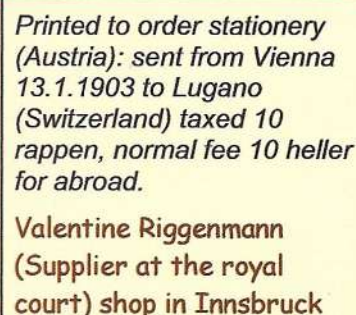 Printed to order stationery
(Austria): sent from Vienna
13.1.1903 to Lugano
(Switzerland) taxed 10
rappen, normal fee 10 heller
for abroad.
Valentine Riggenmann
(Supplier at the royal
court) shop in Innsbruck